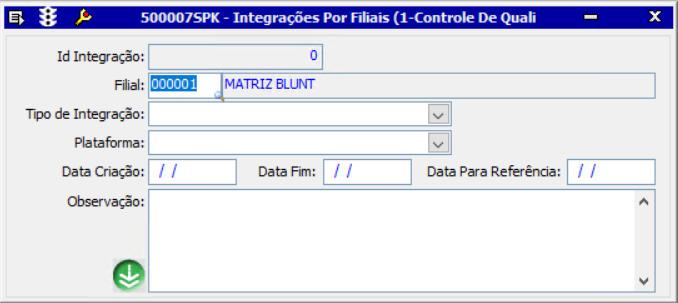 500007SPK - Integrações Por Filiais (1-Controle De Quali
Id Integração: 0
Filial: 000001 MATRIZ BLUNT
Tipo de Integração:
Plataforma:
Data Criação: / / Data Fim: / / Data Para Referência: / /
Observação: